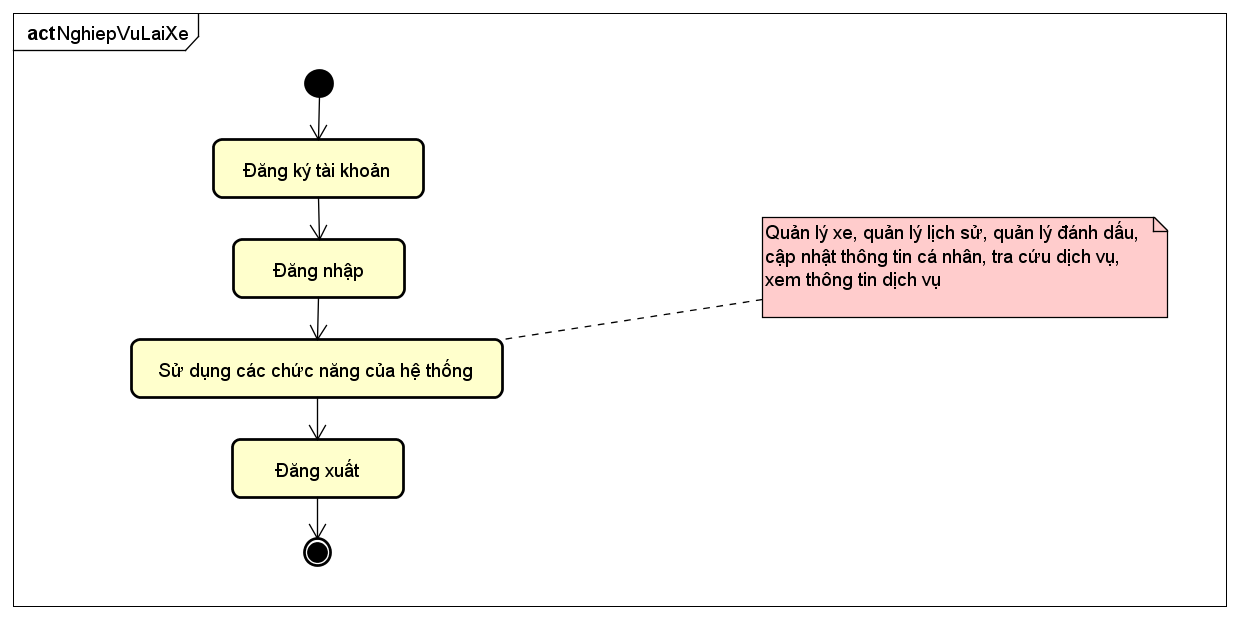 actNghiepVuLaiXe
Đăng ký tài khoản
Đăng nhập
Quản lý xe, quản lý lịch sử, quản lý đánh dấu,
cập nhật thông tin cá nhân, tra cứu dịch vụ,
xem thông tin dịch vụ
Sử dụng các chức năng của hệ thống
Đăng xuất